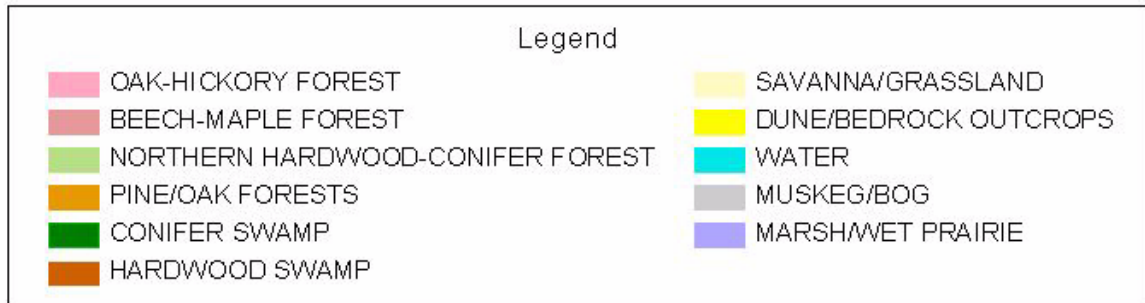 Legend
OAK-HICKORY FOREST
BEECH-MAPLE FOREST
NORTHERN HARDWOOD-CONIFER FOREST
PINE/OAK FORESTS
CONIFER SWAMP
HARDWOOD SWAMP
SAVANNA/GRASSLAND
DUNE/BEDROCK OUTCROPS
WATER
MUSKEG/BOG
MARSH/WET PRAIRIE